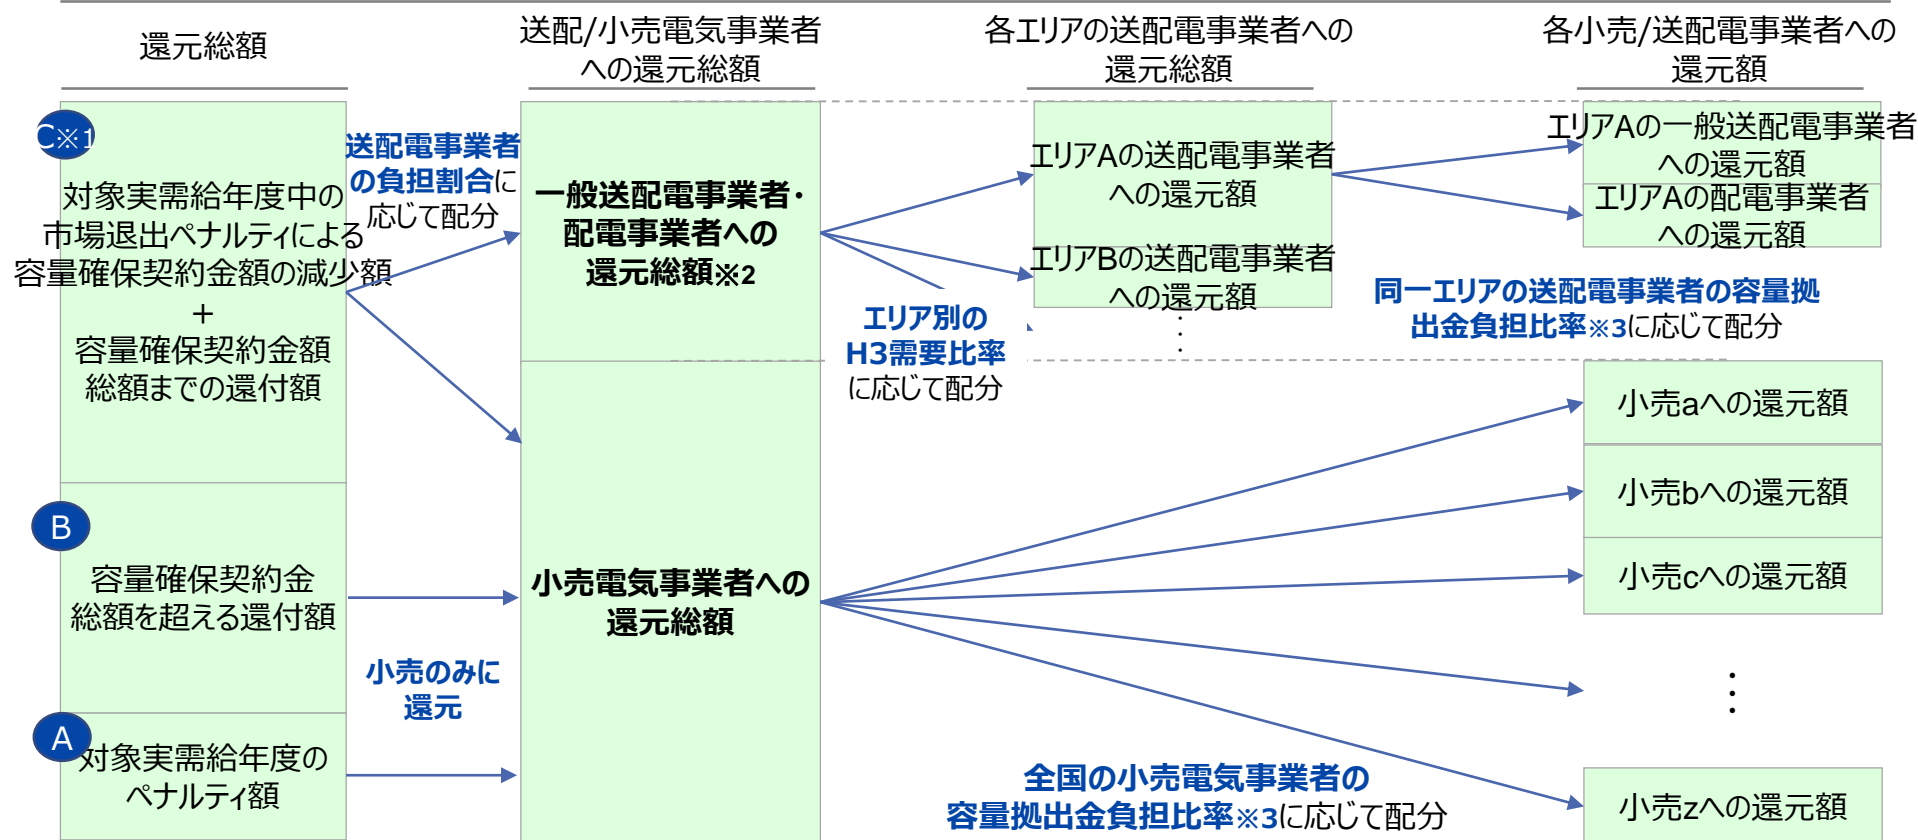 還元総額
送配/小売電気事業者
への還元総額
各エリアの送配電事業者への
還元総額
各小売/送配電事業者への
還元額
C※1
対象実需給年度中の
市場退出ペナルティによる
容量確保契約金額の減少額
+
容量確保契約金額
総額までの還付額
送配電事業者
の負担割合に
応じて配分
一般送配電事業者・
配電事業者への
還元総額※2
エリアAの送配電事業者
への還元額
エリアBの送配電事業者
への還元額
⋮
エリアAの一般送配電事業者
への還元額
エリアAの配電事業者
への還元額
エリア別の
H3需要比率
に応じて配分
同一エリアの送配電事業者の容量拠
出金負担比率※3に応じて配分
B
容量確保契約金
総額を超える還付額
小売のみに
還元
A
対象実需給年度の
ペナルティ額
小売電気事業者への
還元総額
小売aへの還元額
小売bへの還元額
小売cへの還元額
⋮
小売zへの還元額
全国の小売電気事業者の
容量拠出金負担比率※3に応じて配分